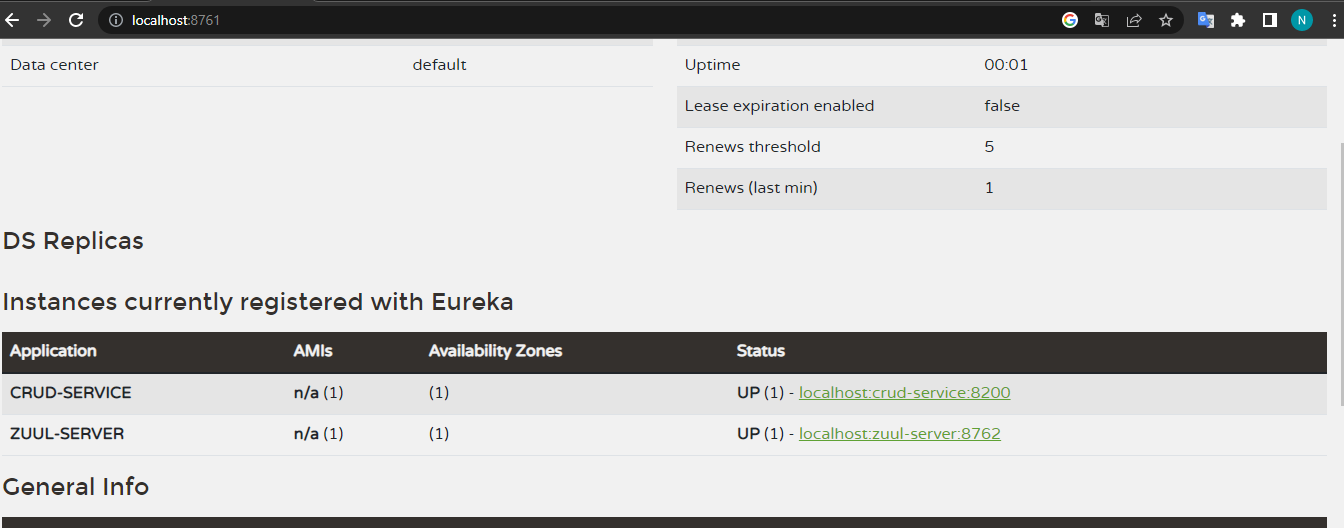 localhost:8761
N
Data center default
Uptime 00:01
Lease expiration enabled false
Renews threshold 5
Renews (last min) 1
DS Replicas
Instances currently registered with Eureka
Application AMIs Availability Zones Status
CRUD-SERVICE n/a (1) (1) UP (1) - localhost:crud-service:8200
ZUUL-SERVER n/a (1) (1) UP (1) - localhost:zuul-server:8762
General Info